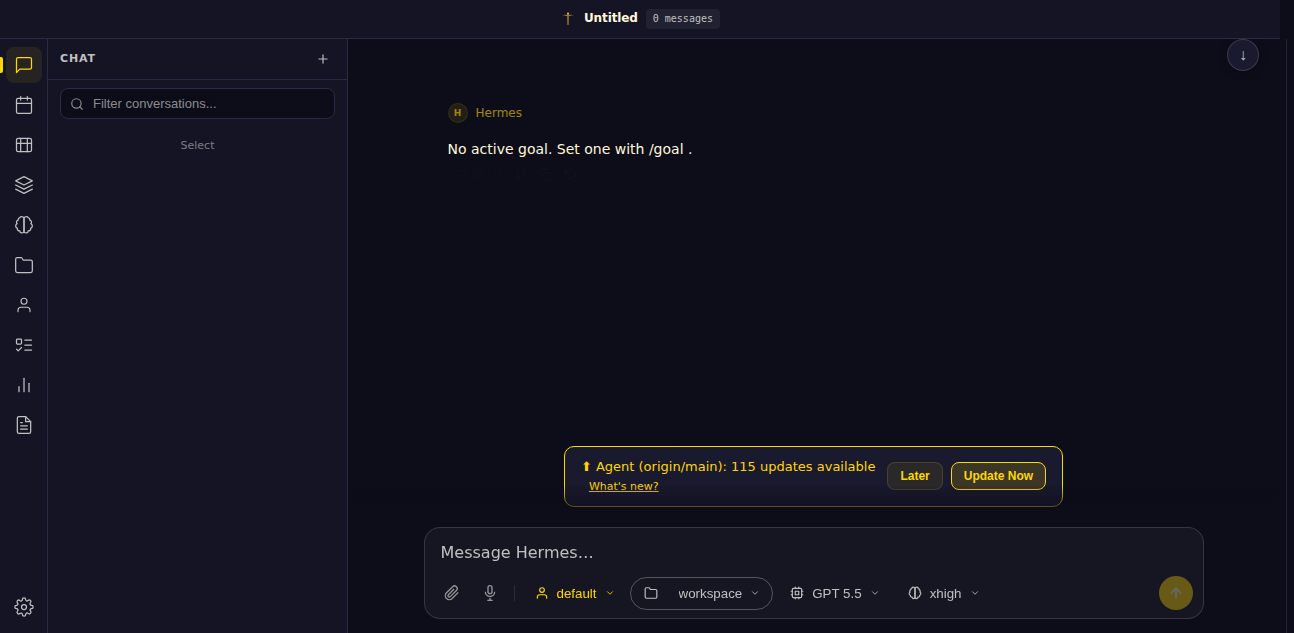 Untitled 0 messages
CHAT
Filter conversations...
Select
H Hermes
No active goal. Set one with /goal .
⬆ Agent (origin/main): 115 updates available
What's new?
Later
Update Now
Message Hermes...
default workspace GPT 5.5 xhigh